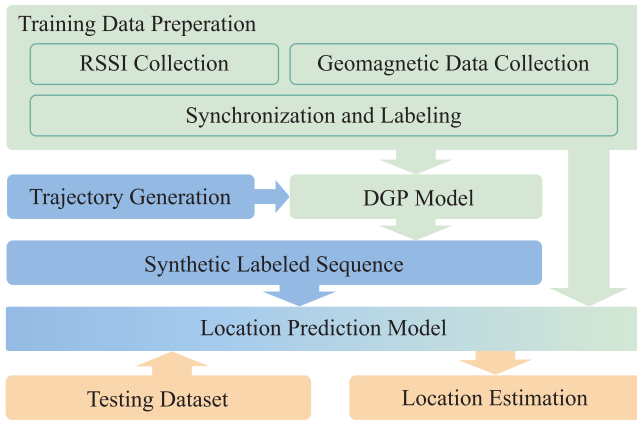 Training Data Preperation
RSSI Collection
Geomagnetic Data Collection
Synchronization and Labeling
Trajectory Generation
DGP Model
Synthetic Labeled Sequence
Location Prediction Model
Testing Dataset
Location Estimation